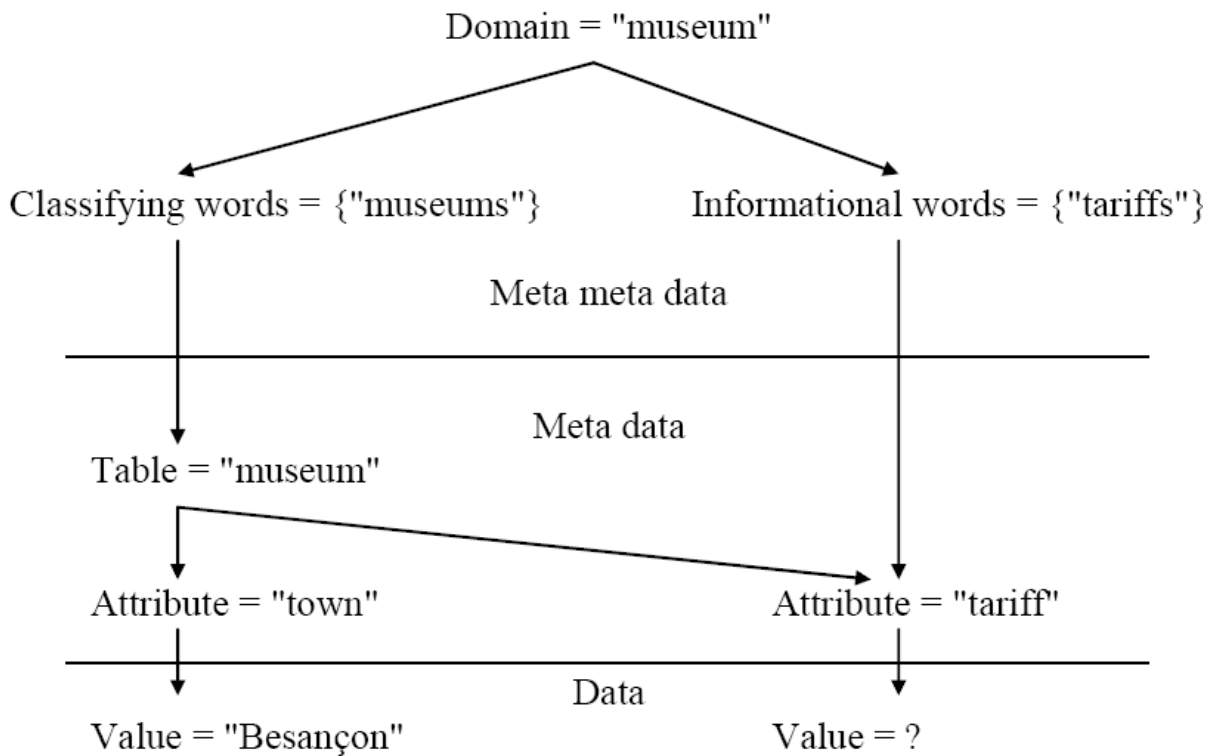 Domain = "museum"
Classifying words = {"museums"}
Informational words = {"tariffs"}
Meta meta data
Meta data
Table = "museum"
Attribute = "town"
Attribute = "tariff"
Data
Value = "Besançon"
Value = ?